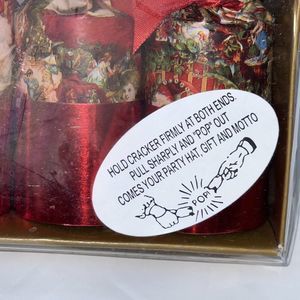 HOLD CRACKER FIRMLY AT BOTH ENDS.
PULL SHARPLY AND "POP" OUT
COMES YOUR PARTY HAT, GIFT AND MOTTO
POP!